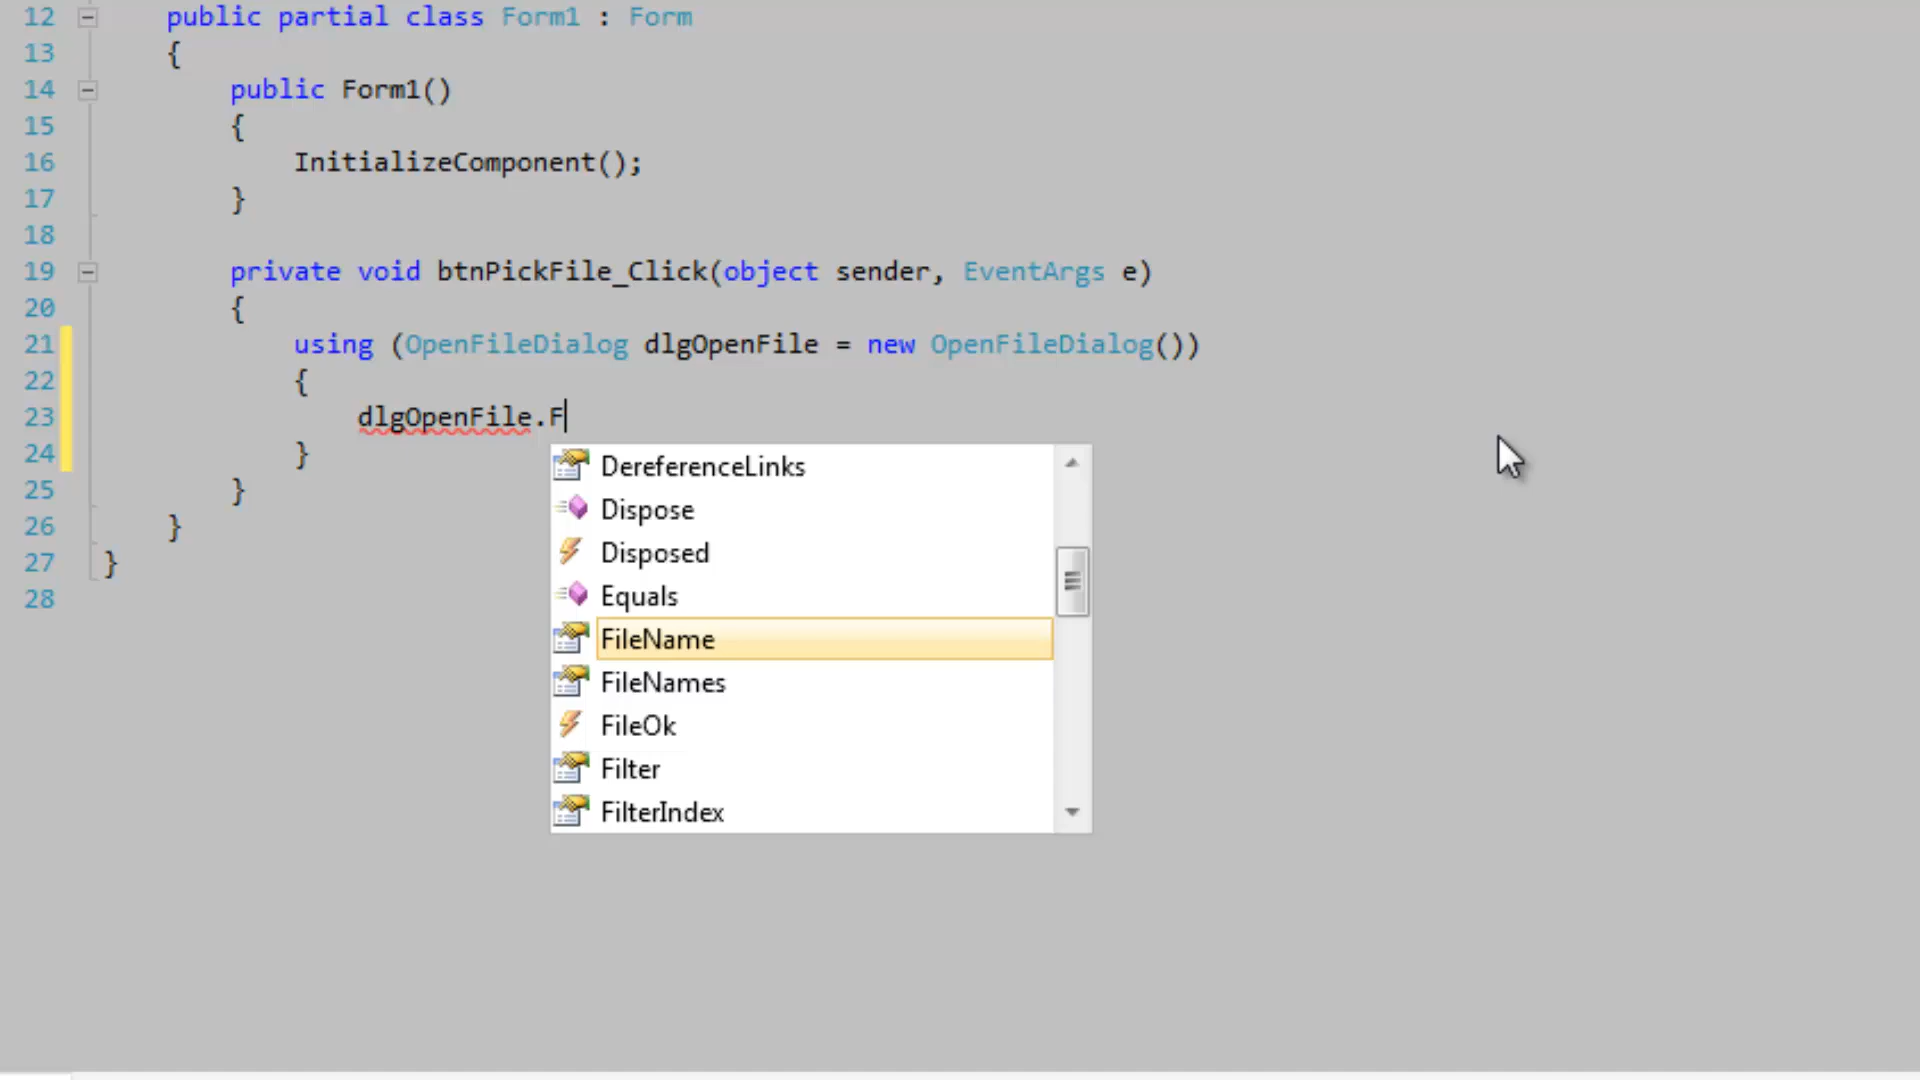 12 public partial class Form1 : Form
13 {
14 public Form1()
15 {
16 InitializeComponent();
17 }
18
19 private void btnPickFile_Click(object sender, EventArgs e)
20 {
21 using (OpenFileDialog dlgOpenFile = new OpenFileDialog())
22 {
23 dlgOpenFile.F
24 }
25 }
26 }
27 }
28
DereferenceLinks
Dispose
Disposed
Equals
FileName
FileNames
FileOk
Filter
FilterIndex